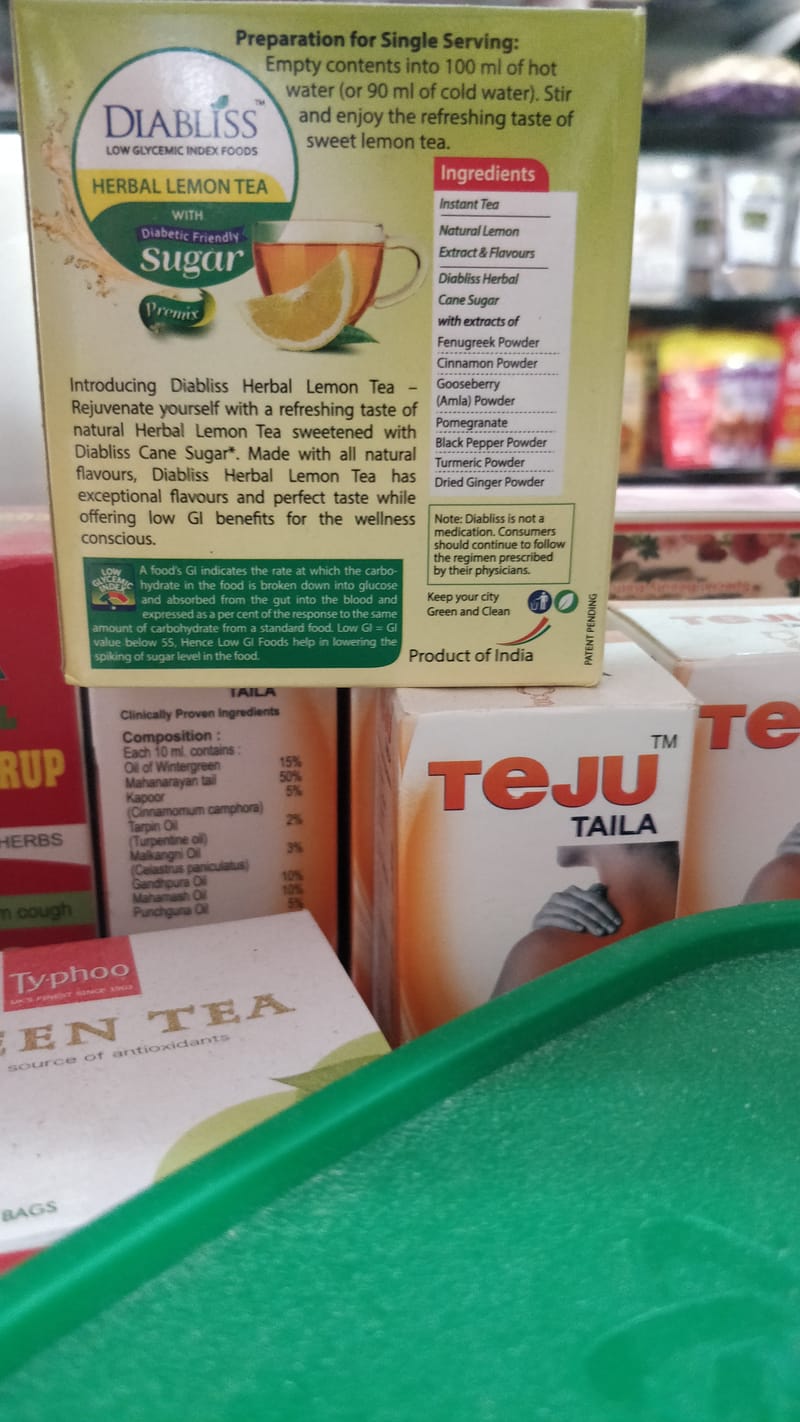 Preparation for Single Serving:
Empty contents into 100 ml of hot
water (or 90 ml of cold water). Stir
and enjoy the refreshing taste of
sweet lemon tea.
DIABLISS™
LOW GLYCEMIC INDEX FOODS
HERBAL LEMON TEA
WITH
Diabetic Friendly
Sugar
Premix
Ingredients
Instant Tea
Natural Lemon
Extract & Flavours
Diabliss Herbal
Cane Sugar
with extracts of
Fenugreek Powder
Cinnamon Powder
Gooseberry
(Amla) Powder
Pomegranate
Black Pepper Powder
Turmeric Powder
Dried Ginger Powder
Introducing Diabliss Herbal Lemon Tea –
Rejuvenate yourself with a refreshing taste of
natural Herbal Lemon Tea sweetened with
Diabliss Cane Sugar*. Made with all natural
flavours, Diabliss Herbal Lemon Tea has
exceptional flavours and perfect taste while
offering low GI benefits for the wellness
conscious.
Note: Diabliss is not a
medication. Consumers
should continue to follow
the regimen prescribed
by their physicians.
LOW
GLYCEMIC
INDEX
A food's GI indicates the rate at which the carbo-
hydrate in the food is broken down into glucose
and absorbed from the gut into the blood and
expressed as a per cent of the response to the same
amount of carbohydrate from a standard food. Low GI = GI
value below 55, Hence Low GI Foods help in lowering the
spiking of sugar level in the food.
Keep your city
Green and Clean
Product of India
PATENT PENDING
TAILA
Clinically Proven Ingredients
Composition :
Each 10 ml. contains :
Oil of Wintergreen 15%
Mahanarayan tail 50%
Kapoor 5%
(Cinnamomum camphora)
Tarpin Oil 2%
(Turpentine oil)
Malkangni Oil 3%
(Celastrus paniculatus)
Gandhpura Oil 10%
Mahamash Oil 10%
Punchguna Oil 5%
TEJU™
TAILA
TE
RUP
HERBS
m cough
Ty·phoo
UK'S FINEST SINCE 1903
EEN TEA
source of antioxidants
BAGS